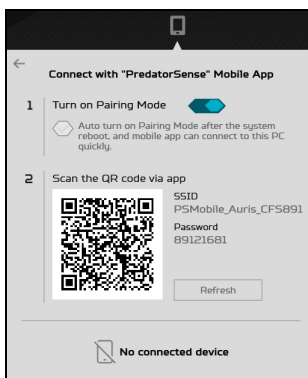 Connect with "PredatorSense" Mobile App
1 Turn on Pairing Mode
Auto turn on Pairing Mode after the system
reboot, and mobile app can connect to this PC
quickly.
2 Scan the QR code via app
SSID
PSMobile_Auris_CFS891
Password
89121681
Refresh
No connected device